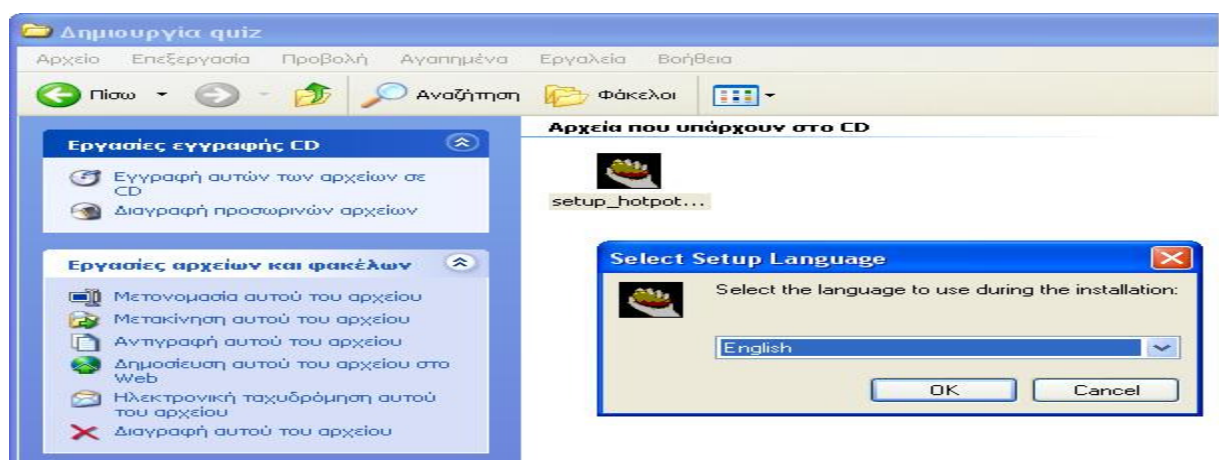 Δημιουργία quiz
Αρχείο Επεξεργασία Προβολή Αγαπημένα Εργαλεία Βοήθεια
Πίσω Αναζήτηση Φάκελοι
Εργασίες εγγραφής CD
Εγγραφή αυτών των αρχείων σε
CD
Διαγραφή προσωρινών αρχείων
Εργασίες αρχείων και φακέλων
Μετονομασία αυτού του αρχείου
Μετακίνηση αυτού του αρχείου
Αντιγραφή αυτού του αρχείου
Δημοσίευση αυτού του αρχείου στο
Web
Ηλεκτρονική ταχυδρόμηση αυτού
του αρχείου
Διαγραφή αυτού του αρχείου
Αρχεία που υπάρχουν στο CD
setup_hotpot...
Select Setup Language
Select the language to use during the installation:
English
OK Cancel